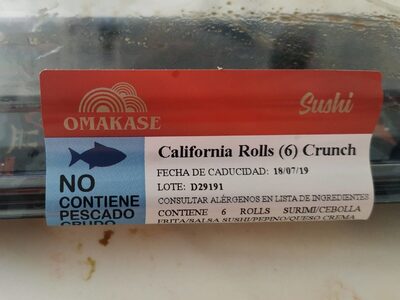 OMAKASE
Sushi
NO
CONTIENE
PESCADO
CRUDO
California Rolls (6) Crunch
FECHA DE CADUCIDAD: 18/07/19
LOTE: D29191
CONSULTAR ALÉRGENOS EN LISTA DE INGREDIENTES
CONTIENE 6 ROLLS SURIMI/CEBOLLA
FRITA/SALSA SUSHI/PEPINO/QUESO CREMA